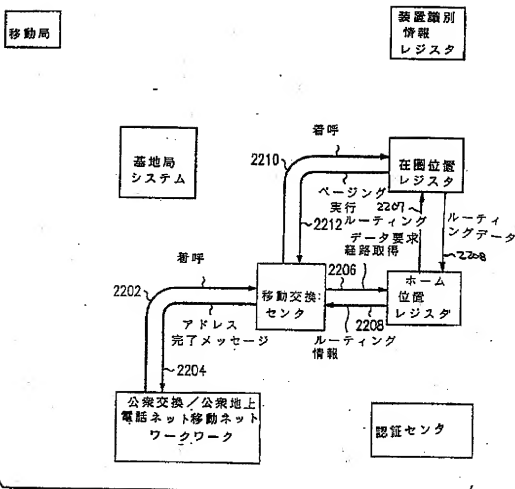 移動局
装置識別
情報
レジスタ
着呼
2210
基地局
システム
在圏位置
レジスタ
ページング
実行
2207
2212
ルーティング
データ要求
経路取得
ルーティ
ングデータ
2208
着呼
2202
移動交換
センタ
2206
ホーム
位置
レジスタ
2208
ルーティング
情報
アドレス
完了メッセージ
2204
公衆交換/公衆地上
電話ネット移動ネット
ワークワーク
認証センタ